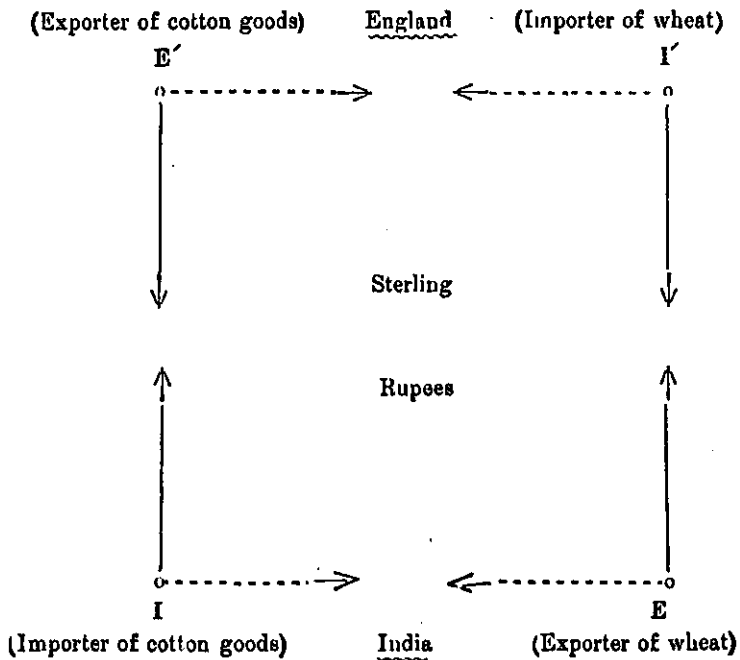 (Exporter of cotton goods) England (Importer of wheat)
E′ I′
Sterling
Rupees
I E
(Importer of cotton goods) India (Exporter of wheat)